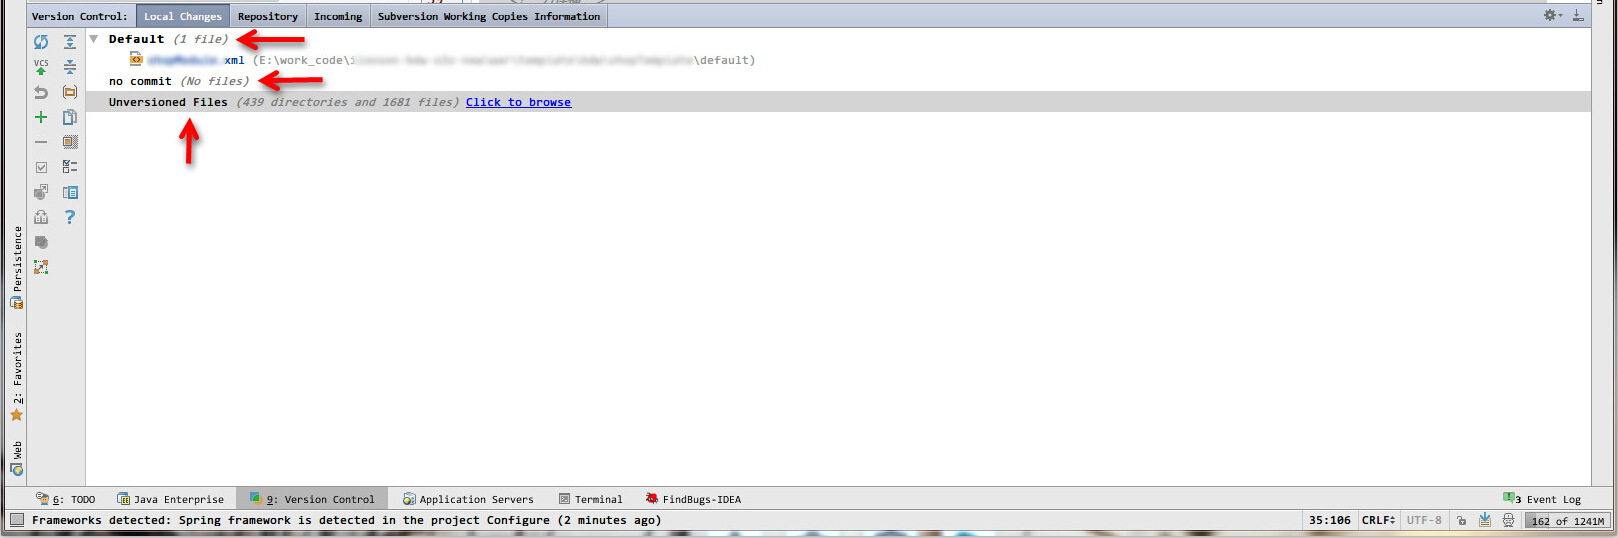 Version Control: Local Changes Repository Incoming Subversion Working Copies Information
Default (1 file)
.xml (E:\work_code\ \default)
VCS
no commit (No files)
Unversioned Files (439 directories and 1681 files) Click to browse
Persistence
2: Favorites
Web
6: TODO Java Enterprise 9: Version Control Application Servers Terminal FindBugs-IDEA 3 Event Log
Frameworks detected: Spring framework is detected in the project Configure (2 minutes ago) 35:106 CRLF UTF-8 162 of 1241M